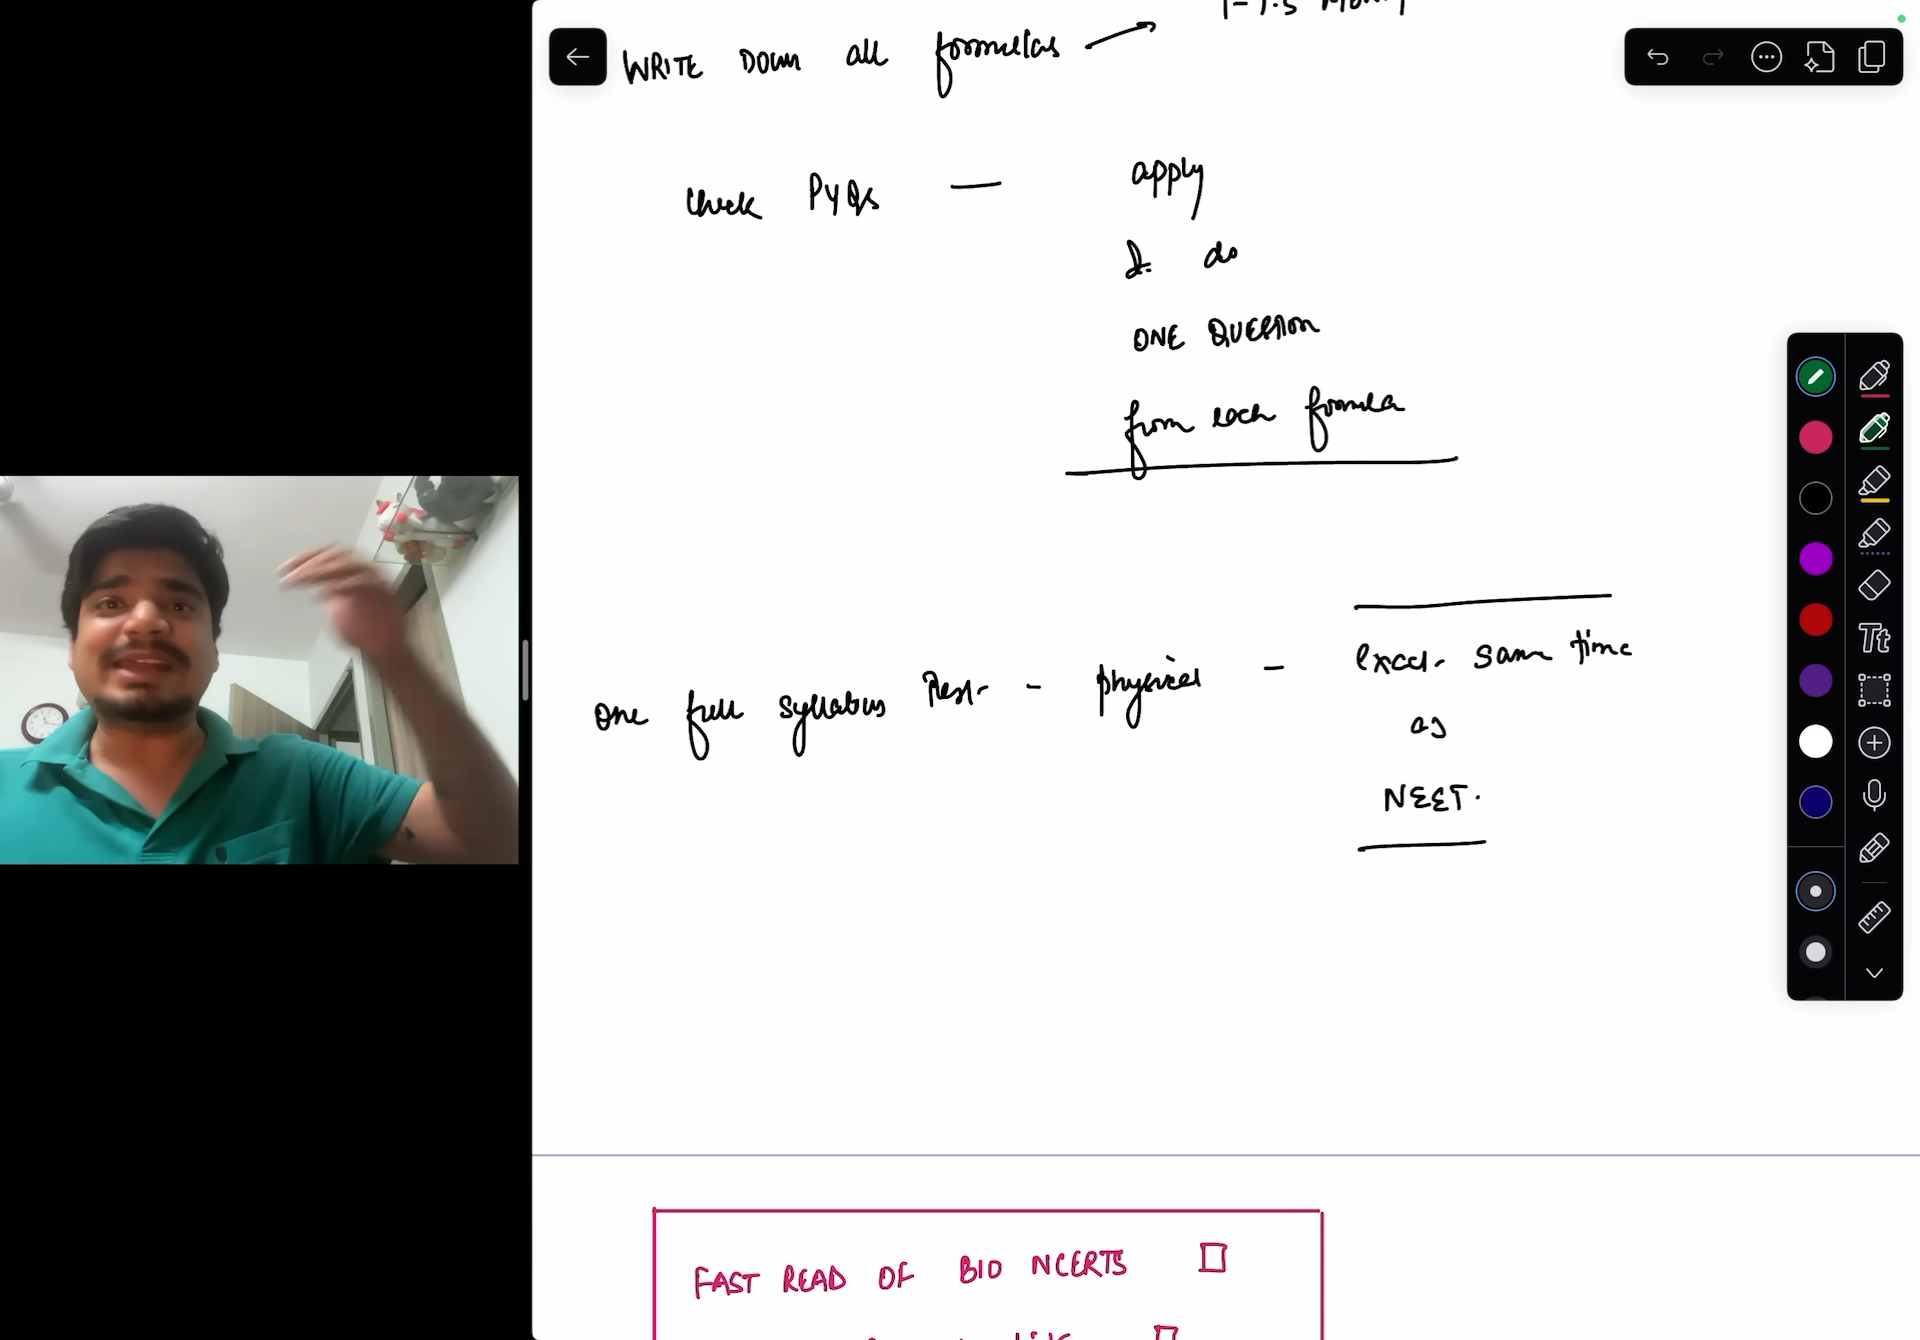 WRITE DOWN all formulas →
check PYQs — apply
& do
ONE QUESTION
from each formula
One full syllabus Test - physical - exact same time
as
NEET.
FAST READ OF BIO NCERTS
Tt